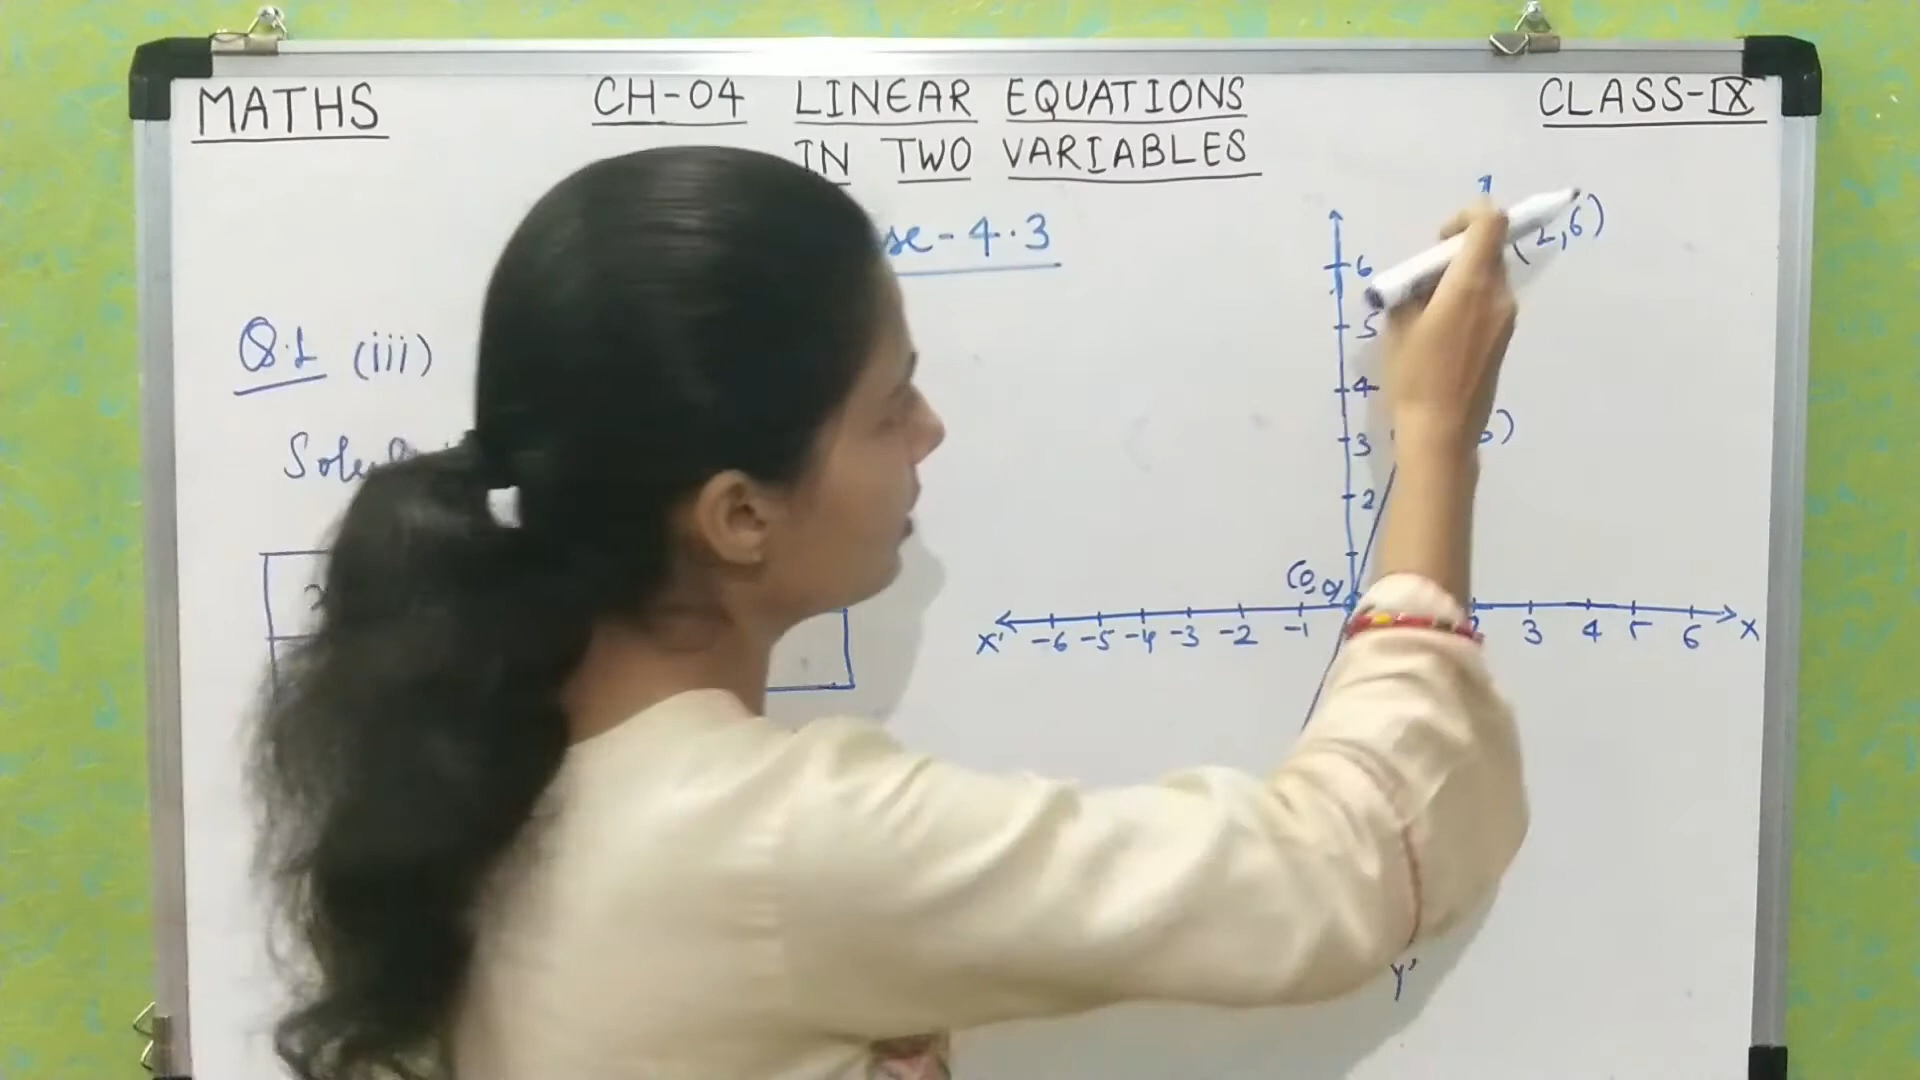 MATHS CH-04 LINEAR EQUATIONS CLASS-IX
IN TWO VARIABLES
4.3
Q.1 (iii)
(2,6)
6
5
4
3
2
(0,0)
X' -6 -5 -4 -3 -2 -1 2 3 4 5 6 X
Y'